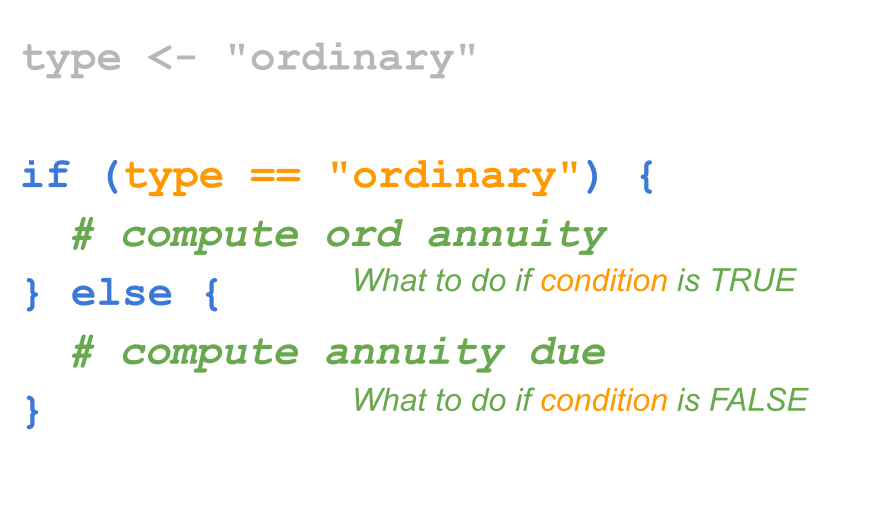 type <- "ordinary"
if (type == "ordinary") {
# compute ord annuity
What to do if condition is TRUE
} else {
# compute annuity due
What to do if condition is FALSE
}